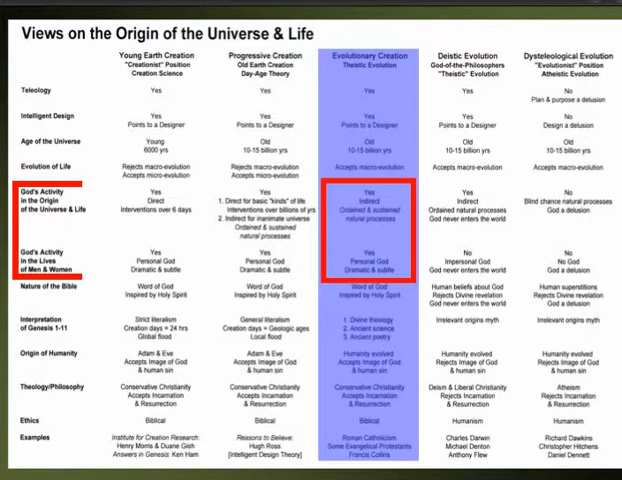 Views on the Origin of the Universe & Life
Young Earth Creation Progressive Creation Evolutionary Creation Deistic Evolution Dysteleological Evolution
"Creationist" Position Old Earth Creation Theistic Evolution God-of-the-Philosophers "Evolutionist" Position
Creation Science Day-Age Theory "Theistic" Evolution Atheistic Evolution
Teleology Yes Yes Yes Yes No
Plan & purpose a delusion
Intelligent Design Yes Yes Yes Yes No
Points to a Designer Points to a Designer Points to a Designer Points to a Designer Design a delusion
Age of the Universe Young Old Old Old Old
6000 yrs 10-15 billion yrs 10-15 billion yrs 10-15 billion yrs 10-15 billion yrs
Evolution of Life Rejects macro-evolution Rejects macro-evolution Accepts macro-evolution Accepts macro-evolution Accepts macro-evolution
Accepts micro-evolution Accepts micro-evolution
God's Activity Yes Yes Yes Yes No
in the Origin Direct 1. Direct for basic "kinds" of life Indirect Indirect Blind chance natural processes
of the Universe & Life Interventions over 6 days Interventions over billions of yrs Ordained & sustained Ordained natural processes God a delusion
2. Indirect for inanimate universe natural processes God never enters the world
Ordained & sustained
natural processes
God's Activity Yes Yes Yes No No
in the Lives Personal God Personal God Personal God Impersonal God No God
of Men & Women Dramatic & subtle Dramatic & subtle Dramatic & subtle God never enters the world God a delusion
Nature of the Bible Word of God Word of God Word of God Human beliefs about God Human superstitions
Inspired by Holy Spirit Inspired by Holy Spirit Inspired by Holy Spirit Rejects Divine revelation Rejects Divine revelation
God never enters the world God a delusion
Interpretation Strict literalism General literalism 1. Divine theology Irrelevant origins myth Irrelevant origins myth
of Genesis 1-11 Creation days = 24 hrs Creation days = Geologic ages 2. Ancient science
Global flood Local flood 3. Ancient poetry
Origin of Humanity Adam & Eve Adam & Eve Humanity evolved Humanity evolved Humanity evolved
Accepts Image of God Accepts Image of God Accepts Image of God Rejects Image of God Rejects Image of God
& human sin & human sin & human sin & human sin & human sin
Theology/Philosophy Conservative Christianity Conservative Christianity Conservative Christianity Deism & Liberal Christianity Atheism
Accepts Incarnation Accepts Incarnation Accepts Incarnation Rejects Incarnation Rejects Incarnation
& Resurrection & Resurrection & Resurrection & Resurrection & Resurrection
Ethics Biblical Biblical Biblical Humanism Humanism
Examples Institute for Creation Research: Reasons to Believe: Roman Catholicism Charles Darwin Richard Dawkins
Henry Morris & Duane Gish Hugh Ross Some Evangelical Protestants Michael Denton Christopher Hitchens
Answers in Genesis: Ken Ham [Intelligent Design Theory] Francis Collins Anthony Flew Daniel Dennett